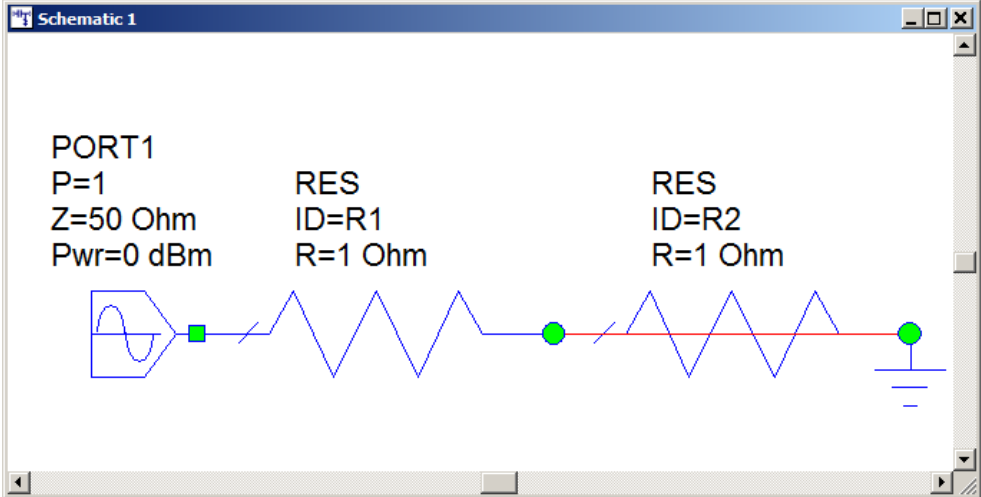 Schematic 1
PORT1
P=1
Z=50 Ohm
Pwr=0 dBm
RES
ID=R1
R=1 Ohm
RES
ID=R2
R=1 Ohm